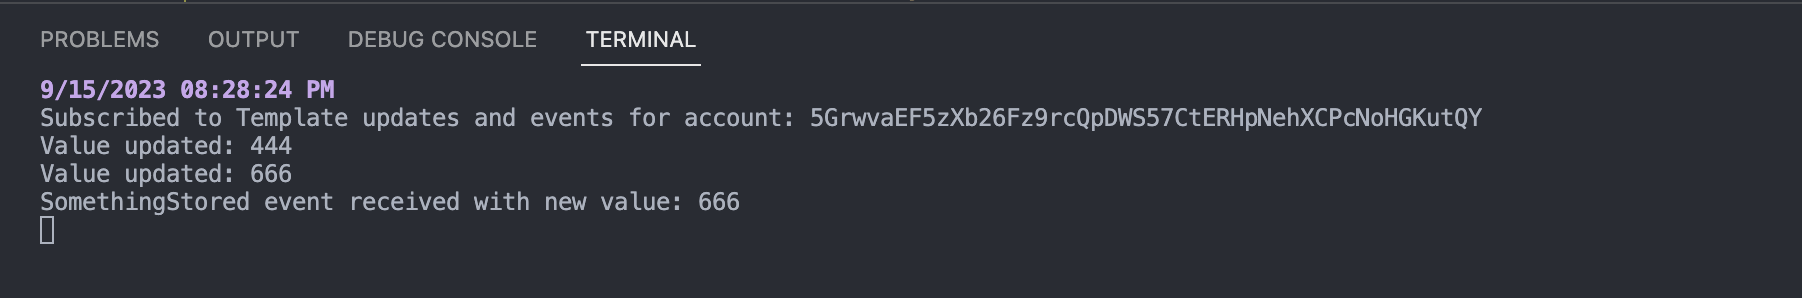 PROBLEMS OUTPUT DEBUG CONSOLE TERMINAL
9/15/2023 08:28:24 PM
Subscribed to Template updates and events for account: 5GrwvaEF5zXb26Fz9rcQpDWS57CtERHpNehXCPcNoHGKutQY
Value updated: 444
Value updated: 666
SomethingStored event received with new value: 666